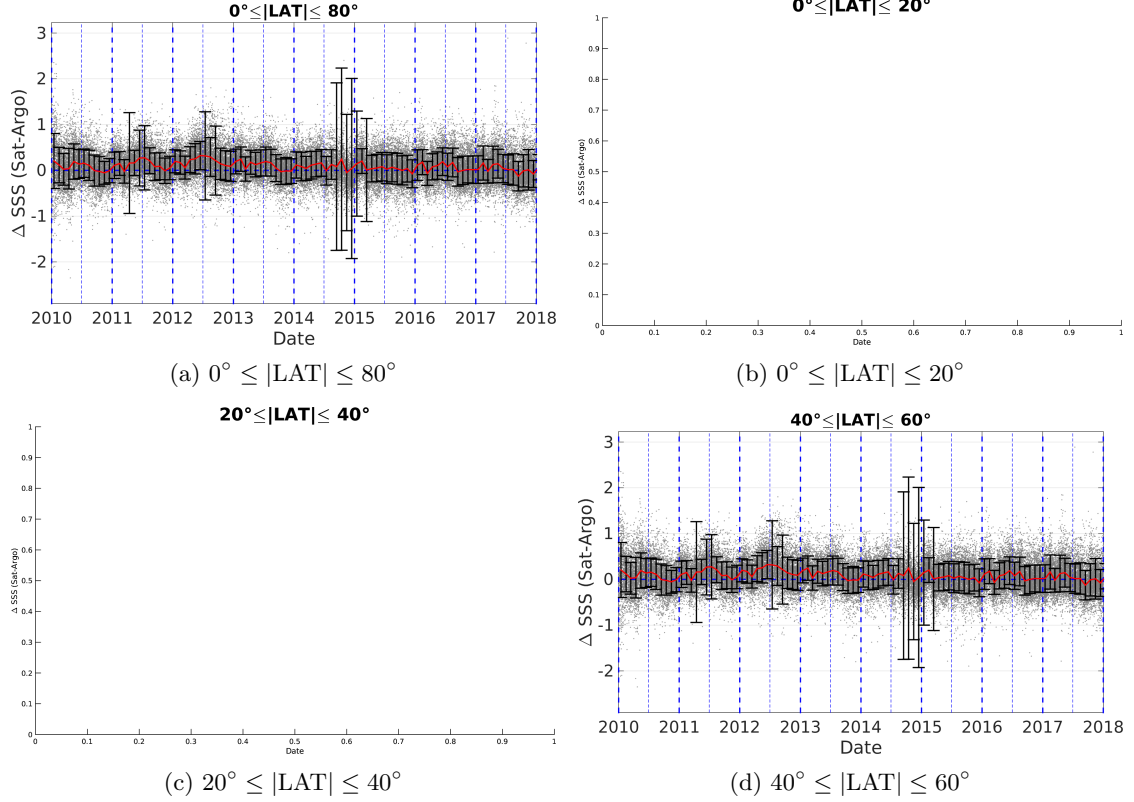 0°≤|LAT|≤ 80°
3
2
1
0
-1
-2
Δ SSS (Sat-Argo)
2010 2011 2012 2013 2014 2015 2016 2017 2018
Date
(a) 0° ≤ |LAT| ≤ 80°
0°≤|LAT|≤ 20°
1
0.9
0.8
0.7
0.6
0.5
0.4
0.3
0.2
0.1
0
Δ SSS (Sat-Argo)
0 0.1 0.2 0.3 0.4 0.5 0.6 0.7 0.8 0.9 1
Date
(b) 0° ≤ |LAT| ≤ 20°
20°≤|LAT|≤ 40°
1
0.9
0.8
0.7
0.6
0.5
0.4
0.3
0.2
0.1
0
Δ SSS (Sat-Argo)
0 0.1 0.2 0.3 0.4 0.5 0.6 0.7 0.8 0.9 1
Date
(c) 20° ≤ |LAT| ≤ 40°
40°≤|LAT|≤ 60°
3
2
1
0
-1
-2
Δ SSS (Sat-Argo)
2010 2011 2012 2013 2014 2015 2016 2017 2018
Date
(d) 40° ≤ |LAT| ≤ 60°